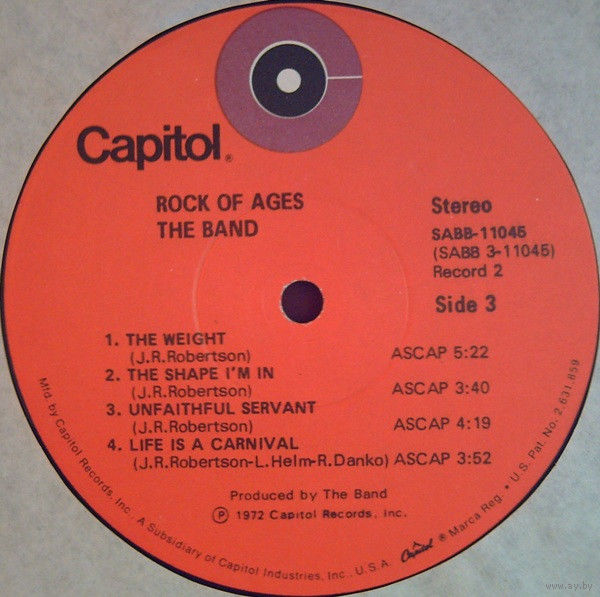 Capitol®
ROCK OF AGES
THE BAND
Stereo
SABB-11045
(SABB 3-11045)
Record 2
Side 3
1. THE WEIGHT
(J.R.Robertson) ASCAP 5:22
2. THE SHAPE I'M IN
(J.R.Robertson) ASCAP 3:40
3. UNFAITHFUL SERVANT
(J.R.Robertson) ASCAP 4:19
4. LIFE IS A CARNIVAL
(J.R.Robertson-L.Helm-R.Danko) ASCAP 3:52
Produced by The Band
Ⓟ 1972 Capitol Records, Inc.
Mfd. by Capitol Records, Inc., A Subsidiary of Capitol Industries, Inc., U.S.A. Capitol ® Marca Reg. • U.S. Pat. No. 2,631,859
www.ay.by